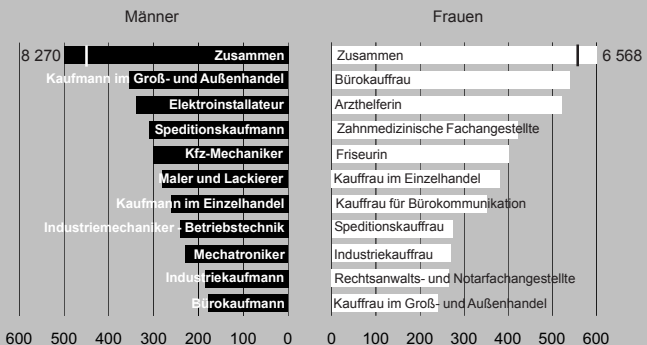 Männer
Frauen
8 270
Zusammen
Kaufmann im Groß- und Außenhandel
Elektroinstallateur
Speditionskaufmann
Kfz-Mechaniker
Maler und Lackierer
Kaufmann im Einzelhandel
Industriemechaniker - Betriebstechnik
Mechatroniker
Industriekaufmann
Bürokaufmann
600 500 400 300 200 100 0
Zusammen
6 568
Bürokauffrau
Arzthelferin
Zahnmedizinische Fachangestellte
Friseurin
Kauffrau im Einzelhandel
Kauffrau für Bürokommunikation
Speditionskauffrau
Industriekauffrau
Rechtsanwalts- und Notarfachangestellte
Kauffrau im Groß- und Außenhandel
0 100 200 300 400 500 600